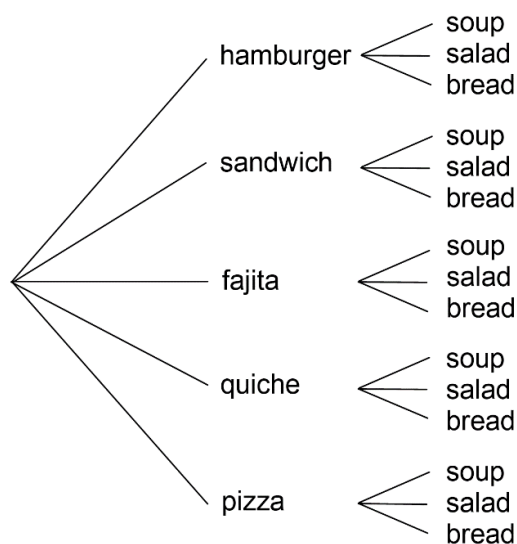 soup
hamburger salad
bread
soup
sandwich salad
bread
soup
fajita salad
bread
soup
quiche salad
bread
soup
pizza salad
bread